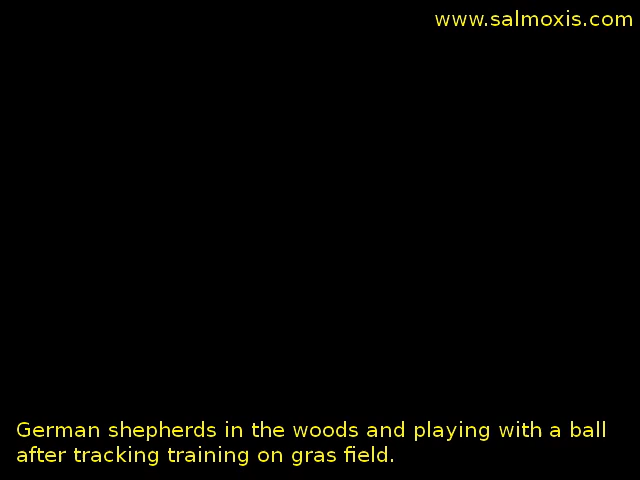 www.salmoxis.com
German shepherds in the woods and playing with a ball
after tracking training on gras field.